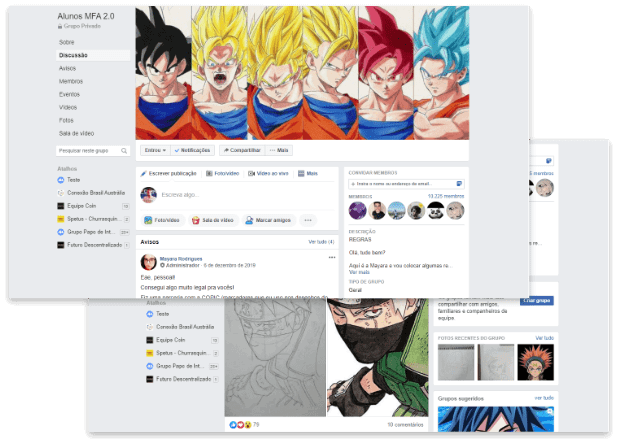 Alunos MFA 2.0
Grupo Privado
Sobre
Discussão
Avisos
Membros
Eventos
Vídeos
Fotos
Sala de vídeo
Pesquisar neste grupo
Atalhos
Teste
Conexão Brasil Austrália
Equipe Coin
Spetus - Churrasquin...
Grupo Papo de Int...
Futuro Descentralizado
Entrou
Notificações
Compartilhar
Mais
Escrever publicação
Foto/vídeo
Vídeo ao vivo
Mais
Escreva algo...
Foto/Vídeo
Sala de vídeo
Marcar amigos
AVISOS
Ver tudo (4)
Mayara Rodrigues
Administrador · 6 de dezembro de 2019
Eae, pessoal!
Consegui algo muito legal pra vocês!
CONVIDAR MEMBROS
Insira o nome ou endereço de email...
MEMBROS
13.225 membros
DESCRIÇÃO
REGRAS
Olá, tudo bem?
Aqui é a Mayara e vou colocar algumas re...
Ver mais
TIPO DE GRUPO
Geral
membros
Atalhos
Teste
Conexão Brasil Austrália
Equipe Coin
Spetus - Churrasquin...
Grupo Papo de Int...
Futuro Descentralizado
79
10 comentários
compartilhar com amigos,
familiares e companheiros de
equipe.
Criar grupo
FOTOS RECENTES DO GRUPO
Ver tudo
Grupos sugeridos
ver tudo